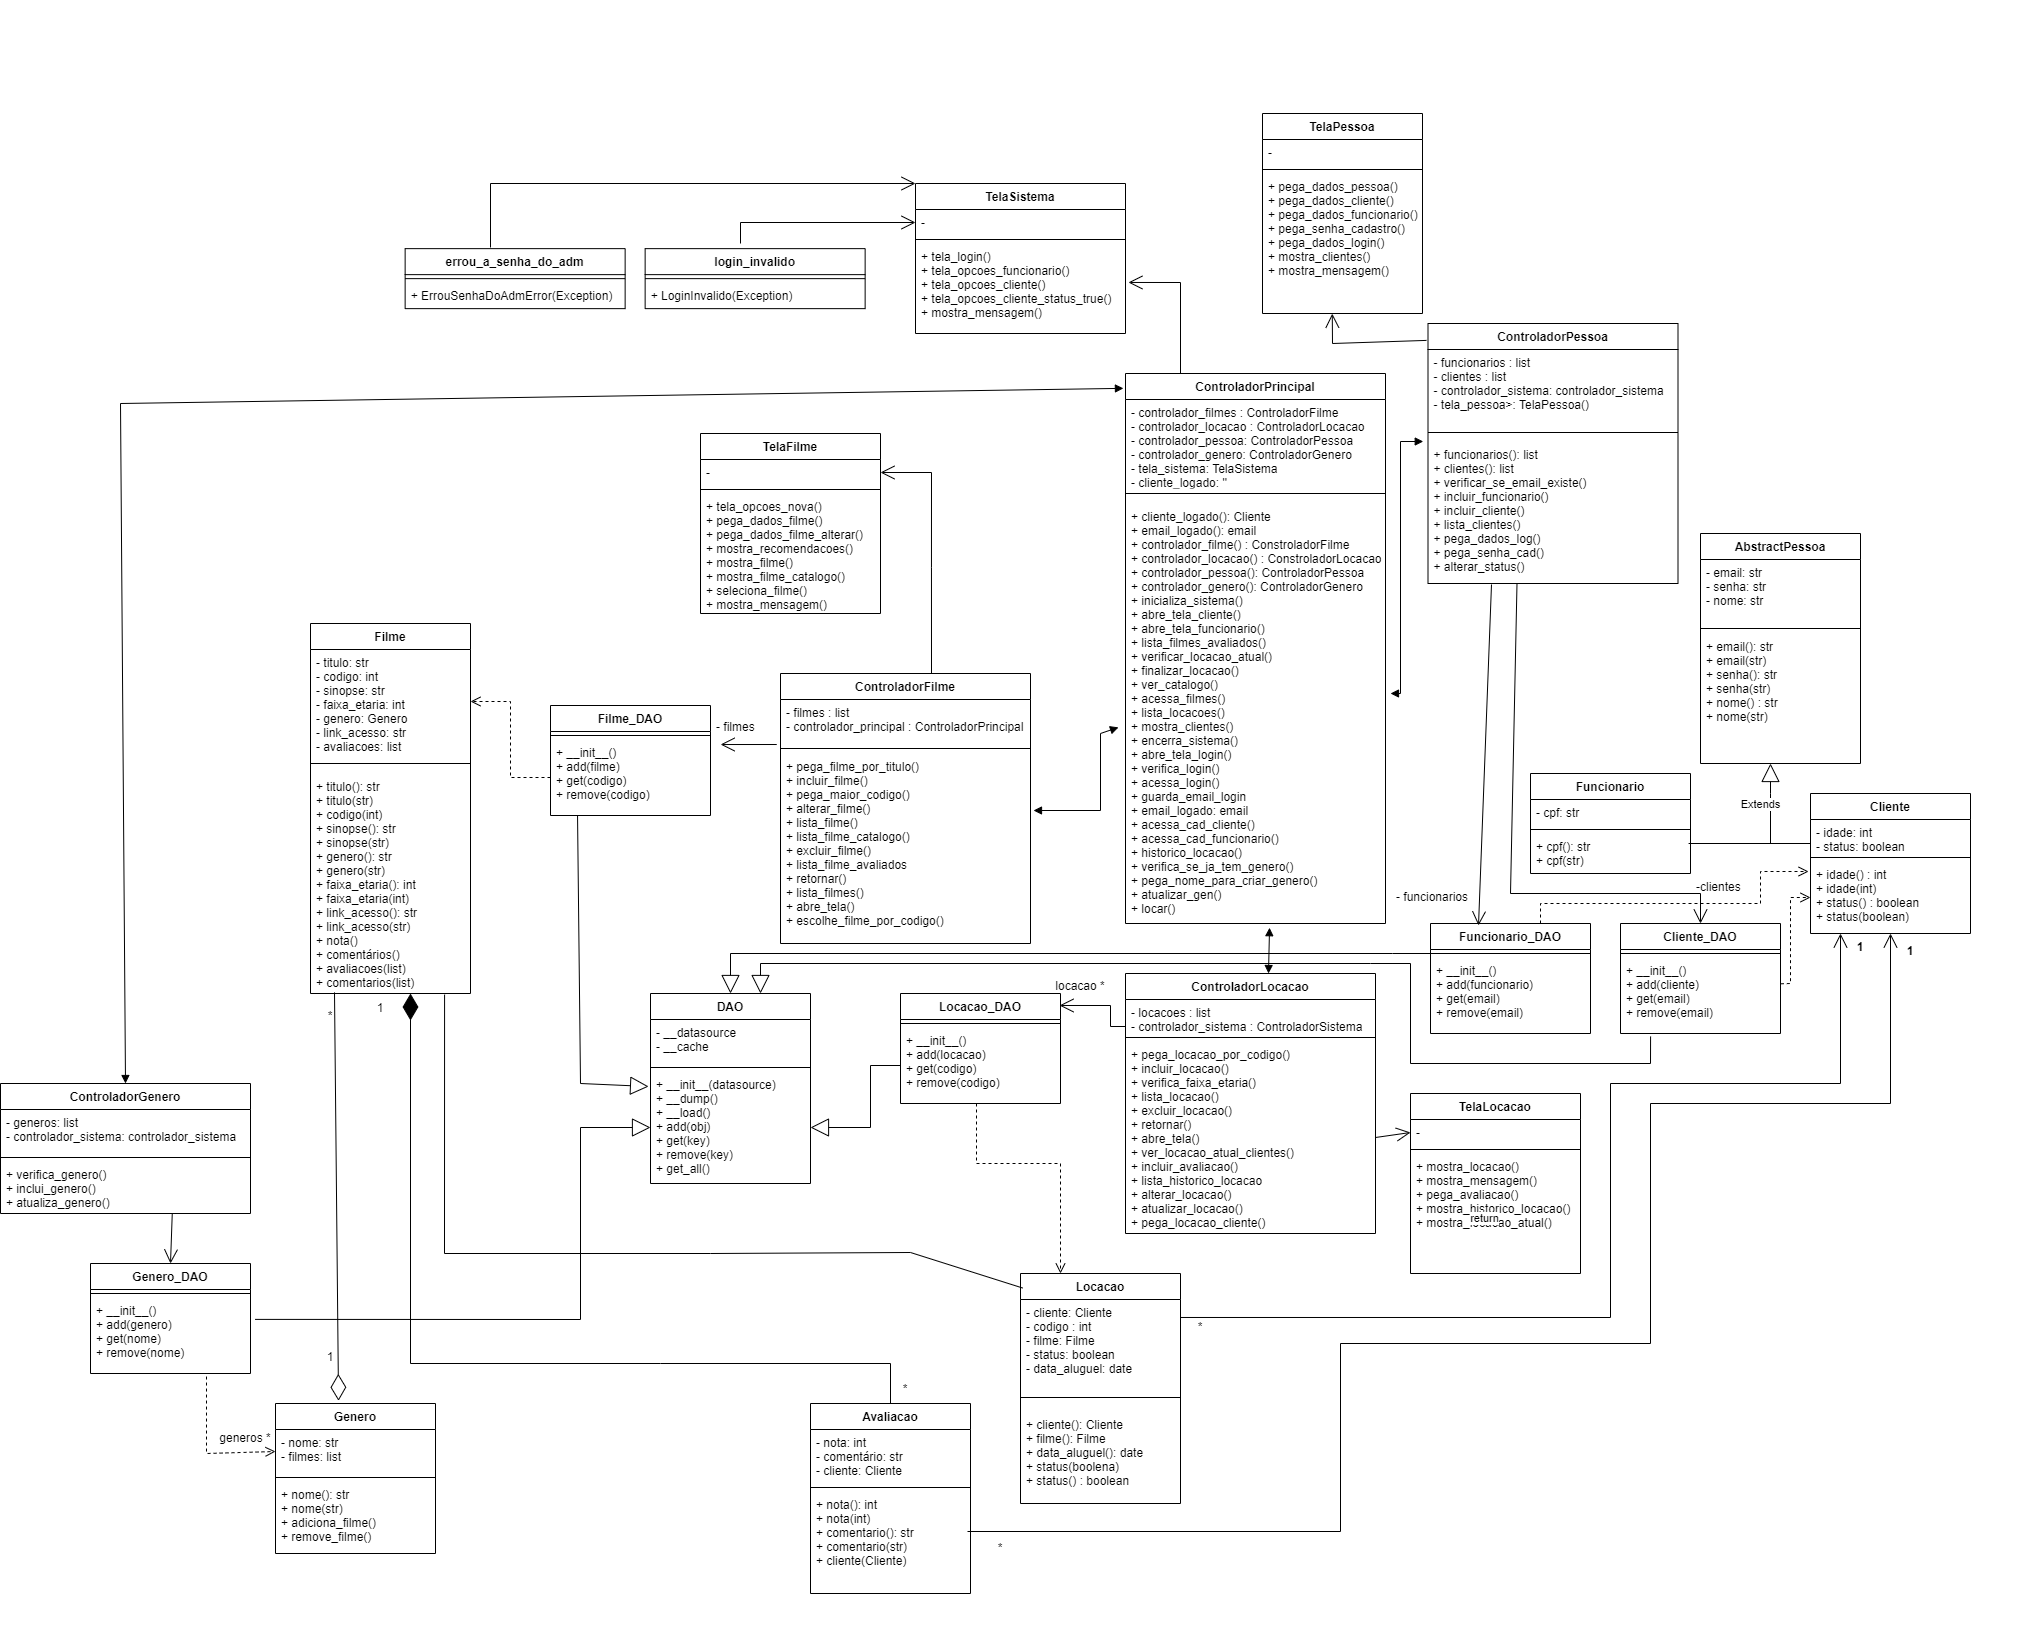 TelaPessoa
-
+ pega_dados_pessoa()
+ pega_dados_cliente()
+ pega_dados_funcionario()
+ pega_senha_cadastro()
+ pega_dados_login()
+ mostra_clientes()
+ mostra_mensagem()
TelaSistema
-
+ tela_login()
+ tela_opcoes_funcionario()
+ tela_opcoes_cliente()
+ tela_opcoes_cliente_status_true()
+ mostra_mensagem()
errou_a_senha_do_adm
+ ErrouSenhaDoAdmError(Exception)
login_invalido
+ LoginInvalido(Exception)
ControladorPessoa
- funcionarios : list
- clientes : list
- controlador_sistema: controlador_sistema
- tela_pessoa>: TelaPessoa()
+ funcionarios(): list
+ clientes(): list
+ verificar_se_email_existe()
+ incluir_funcionario()
+ incluir_cliente()
+ lista_clientes()
+ pega_dados_log()
+ pega_senha_cad()
+ alterar_status()
ControladorPrincipal
- controlador_filmes : ControladorFilme
- controlador_locacao : ControladorLocacao
- controlador_pessoa: ControladorPessoa
- controlador_genero: ControladorGenero
- tela_sistema: TelaSistema
- cliente_logado: ''
+ cliente_logado(): Cliente
+ email_logado(): email
+ controlador_filme() : ConstroladorFilme
+ controlador_locacao() : ConstroladorLocacao
+ controlador_pessoa(): ControladorPessoa
+ controlador_genero(): ControladorGenero
+ inicializa_sistema()
+ abre_tela_cliente()
+ abre_tela_funcionario()
+ lista_filmes_avaliados()
+ verificar_locacao_atual()
+ finalizar_locacao()
+ ver_catalogo()
+ acessa_filmes()
+ lista_locacoes()
+ mostra_clientes()
+ encerra_sistema()
+ abre_tela_login()
+ verifica_login()
+ acessa_login()
+ guarda_email_login
+ email_logado: email
+ acessa_cad_cliente()
+ acessa_cad_funcionario()
+ historico_locacao()
+ verifica_se_ja_tem_genero()
+ pega_nome_para_criar_genero()
+ atualizar_gen()
+ locar()
TelaFilme
-
+ tela_opcoes_nova()
+ pega_dados_filme()
+ pega_dados_filme_alterar()
+ mostra_recomendacoes()
+ mostra_filme()
+ mostra_filme_catalogo()
+ seleciona_filme()
+ mostra_mensagem()
AbstractPessoa
- email: str
- senha: str
- nome: str
+ email(): str
+ email(str)
+ senha(): str
+ senha(str)
+ nome() : str
+ nome(str)
Filme
- titulo: str
- codigo: int
- sinopse: str
- faixa_etaria: int
- genero: Genero
- link_acesso: str
- avaliacoes: list
+ titulo(): str
+ titulo(str)
+ codigo(int)
+ sinopse(): str
+ sinopse(str)
+ genero(): str
+ genero(str)
+ faixa_etaria(): int
+ faixa_etaria(int)
+ link_acesso(): str
+ link_acesso(str)
+ nota()
+ comentários()
+ avaliacoes(list)
+ comentarios(list)
Filme_DAO
+ __init__()
+ add(filme)
+ get(codigo)
+ remove(codigo)
- filmes
ControladorFilme
- filmes : list
- controlador_principal : ControladorPrincipal
+ pega_filme_por_titulo()
+ incluir_filme()
+ pega_maior_codigo()
+ alterar_filme()
+ lista_filme()
+ lista_filme_catalogo()
+ excluir_filme()
+ lista_filme_avaliados
+ retornar()
+ lista_filmes()
+ abre_tela()
+ escolhe_filme_por_codigo()
Funcionario
- cpf: str
+ cpf(): str
+ cpf(str)
Extends
Cliente
- idade: int
- status: boolean
+ idade() : int
+ idade(int)
+ status() : boolean
+ status(boolean)
- funcionarios
-clientes
Funcionario_DAO
+ __init__()
+ add(funcionario)
+ get(email)
+ remove(email)
Cliente_DAO
+ __init__()
+ add(cliente)
+ get(email)
+ remove(email)
1
1
*
1
DAO
- __datasource
- __cache
+ __init__(datasource)
+ __dump()
+ __load()
+ add(obj)
+ get(key)
+ remove(key)
+ get_all()
Locacao_DAO
+ __init__()
+ add(locacao)
+ get(codigo)
+ remove(codigo)
locacao *
ControladorLocacao
- locacoes : list
- controlador_sistema : ControladorSistema
+ pega_locacao_por_codigo()
+ incluir_locacao()
+ verifica_faixa_etaria()
+ lista_locacao()
+ excluir_locacao()
+ retornar()
+ abre_tela()
+ ver_locacao_atual_clientes()
+ incluir_avaliacao()
+ lista_historico_locacao
+ alterar_locacao()
+ atualizar_locacao()
+ pega_locacao_cliente()
TelaLocacao
-
+ mostra_locacao()
+ mostra_mensagem()
+ pega_avaliacao()
+ mostra_historico_locacao()
return
+ mostra_locacao_atual()
ControladorGenero
- generos: list
- controlador_sistema: controlador_sistema
+ verifica_genero()
+ inclui_genero()
+ atualiza_genero()
Genero_DAO
+ __init__()
+ add(genero)
+ get(nome)
+ remove(nome)
generos *
1
Genero
- nome: str
- filmes: list
+ nome(): str
+ nome(str)
+ adiciona_filme()
+ remove_filme()
*
Avaliacao
- nota: int
- comentário: str
- cliente: Cliente
+ nota(): int
+ nota(int)
+ comentario(): str
+ comentario(str)
+ cliente(Cliente)
*
Locacao
- cliente: Cliente
- codigo : int
- filme: Filme
- status: boolean
- data_aluguel: date
+ cliente(): Cliente
+ filme(): Filme
+ data_aluguel(): date
+ status(boolena)
+ status() : boolean
*